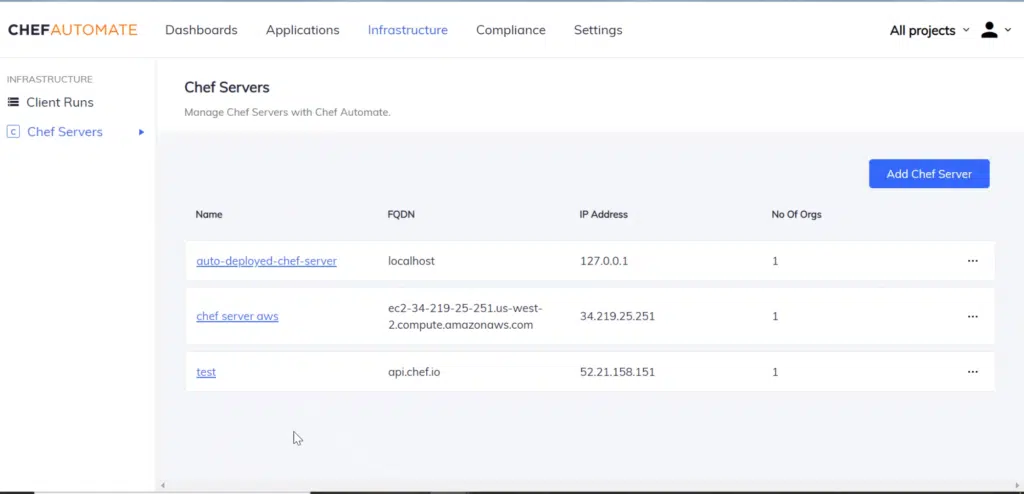 CHEFAUTOMATE Dashboards Applications Infrastructure Compliance Settings All projects
INFRASTRUCTURE
Client Runs
C Chef Servers
Chef Servers
Manage Chef Servers with Chef Automate.
Add Chef Server
Name FQDN IP Address No Of Orgs
auto-deployed-chef-server localhost 127.0.0.1 1 ...
chef server aws ec2-34-219-25-251.us-west-
2.compute.amazonaws.com 34.219.25.251 1 ...
test api.chef.io 52.21.158.151 1 ...